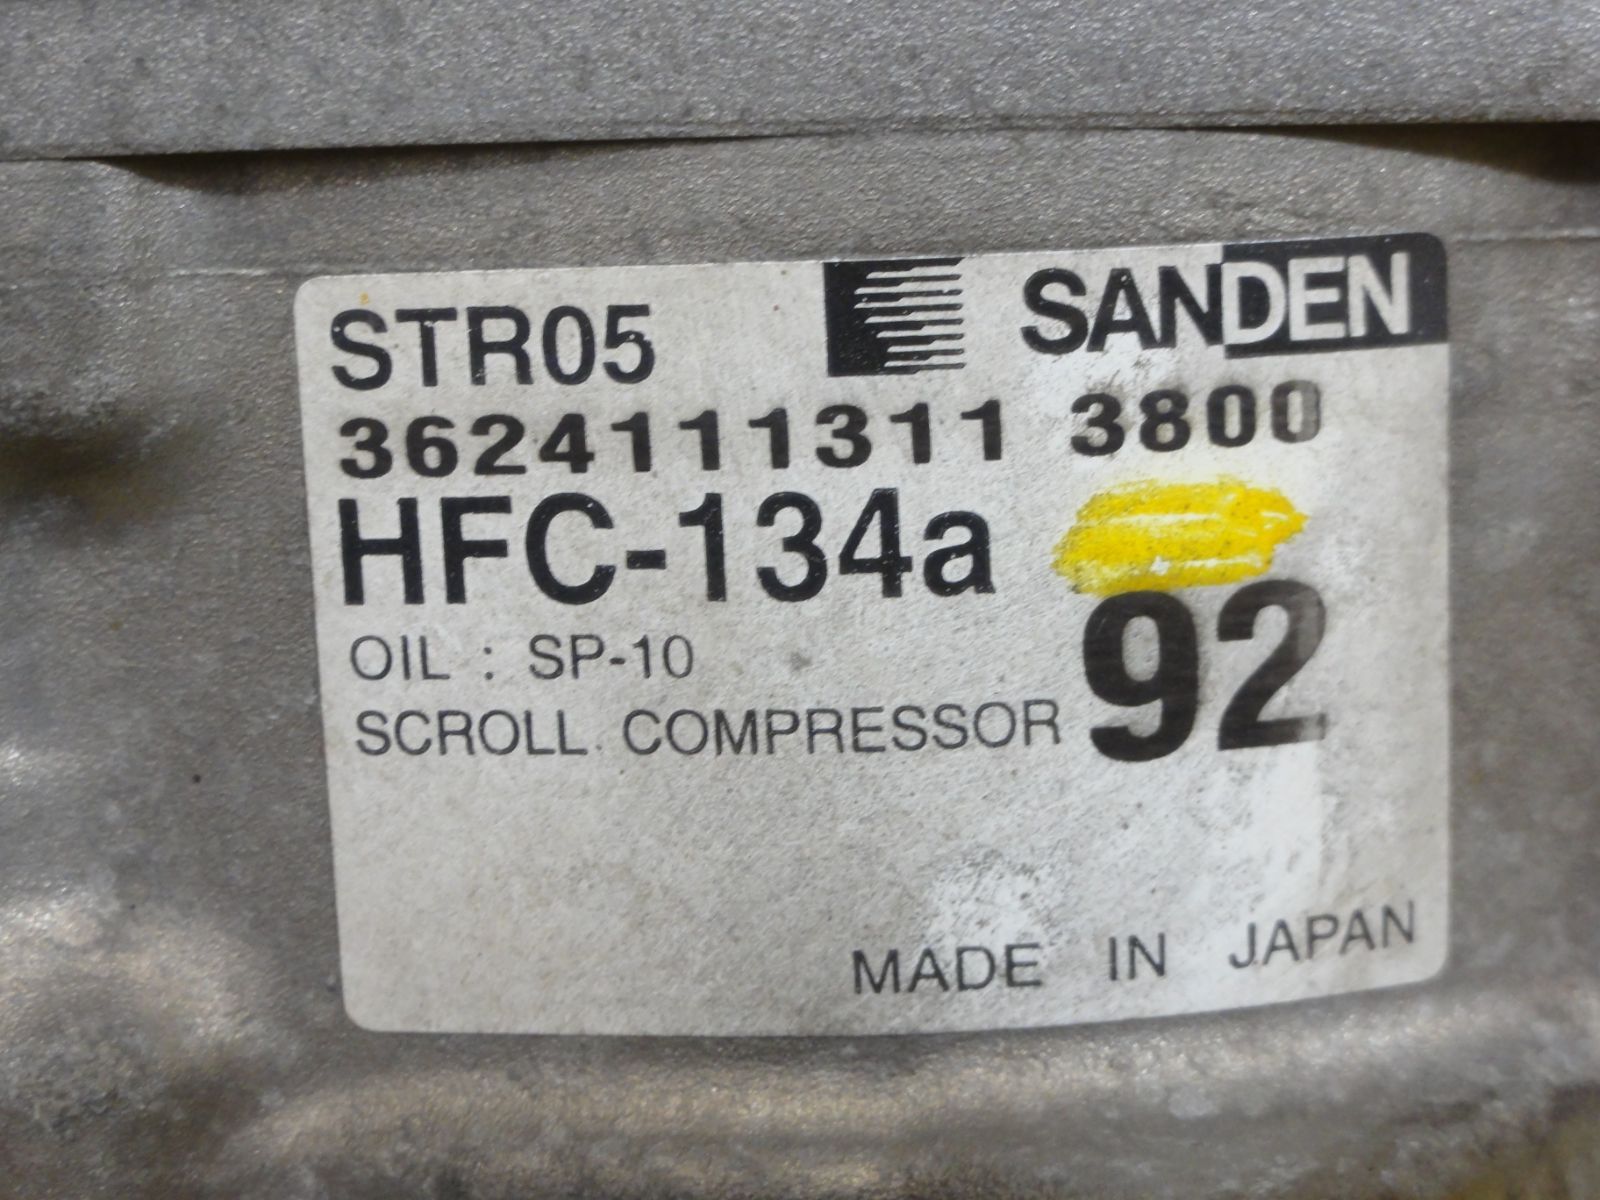 STR05 SANDEN
3624111311 3800
HFC-134a
92
OIL : SP-10
SCROLL COMPRESSOR
MADE IN JAPAN